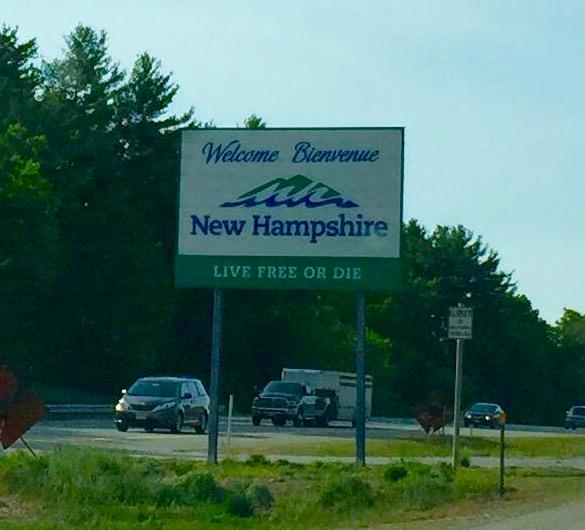 Welcome Bienvenue
New Hampshire
LIVE FREE OR DIE